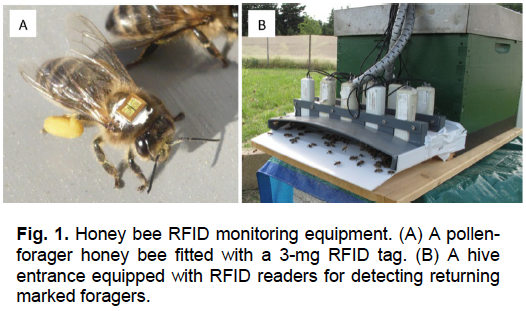 A
B
Fig. 1. Honey bee RFID monitoring equipment. (A) A pollen-
forager honey bee fitted with a 3-mg RFID tag. (B) A hive
entrance equipped with RFID readers for detecting returning
marked foragers.